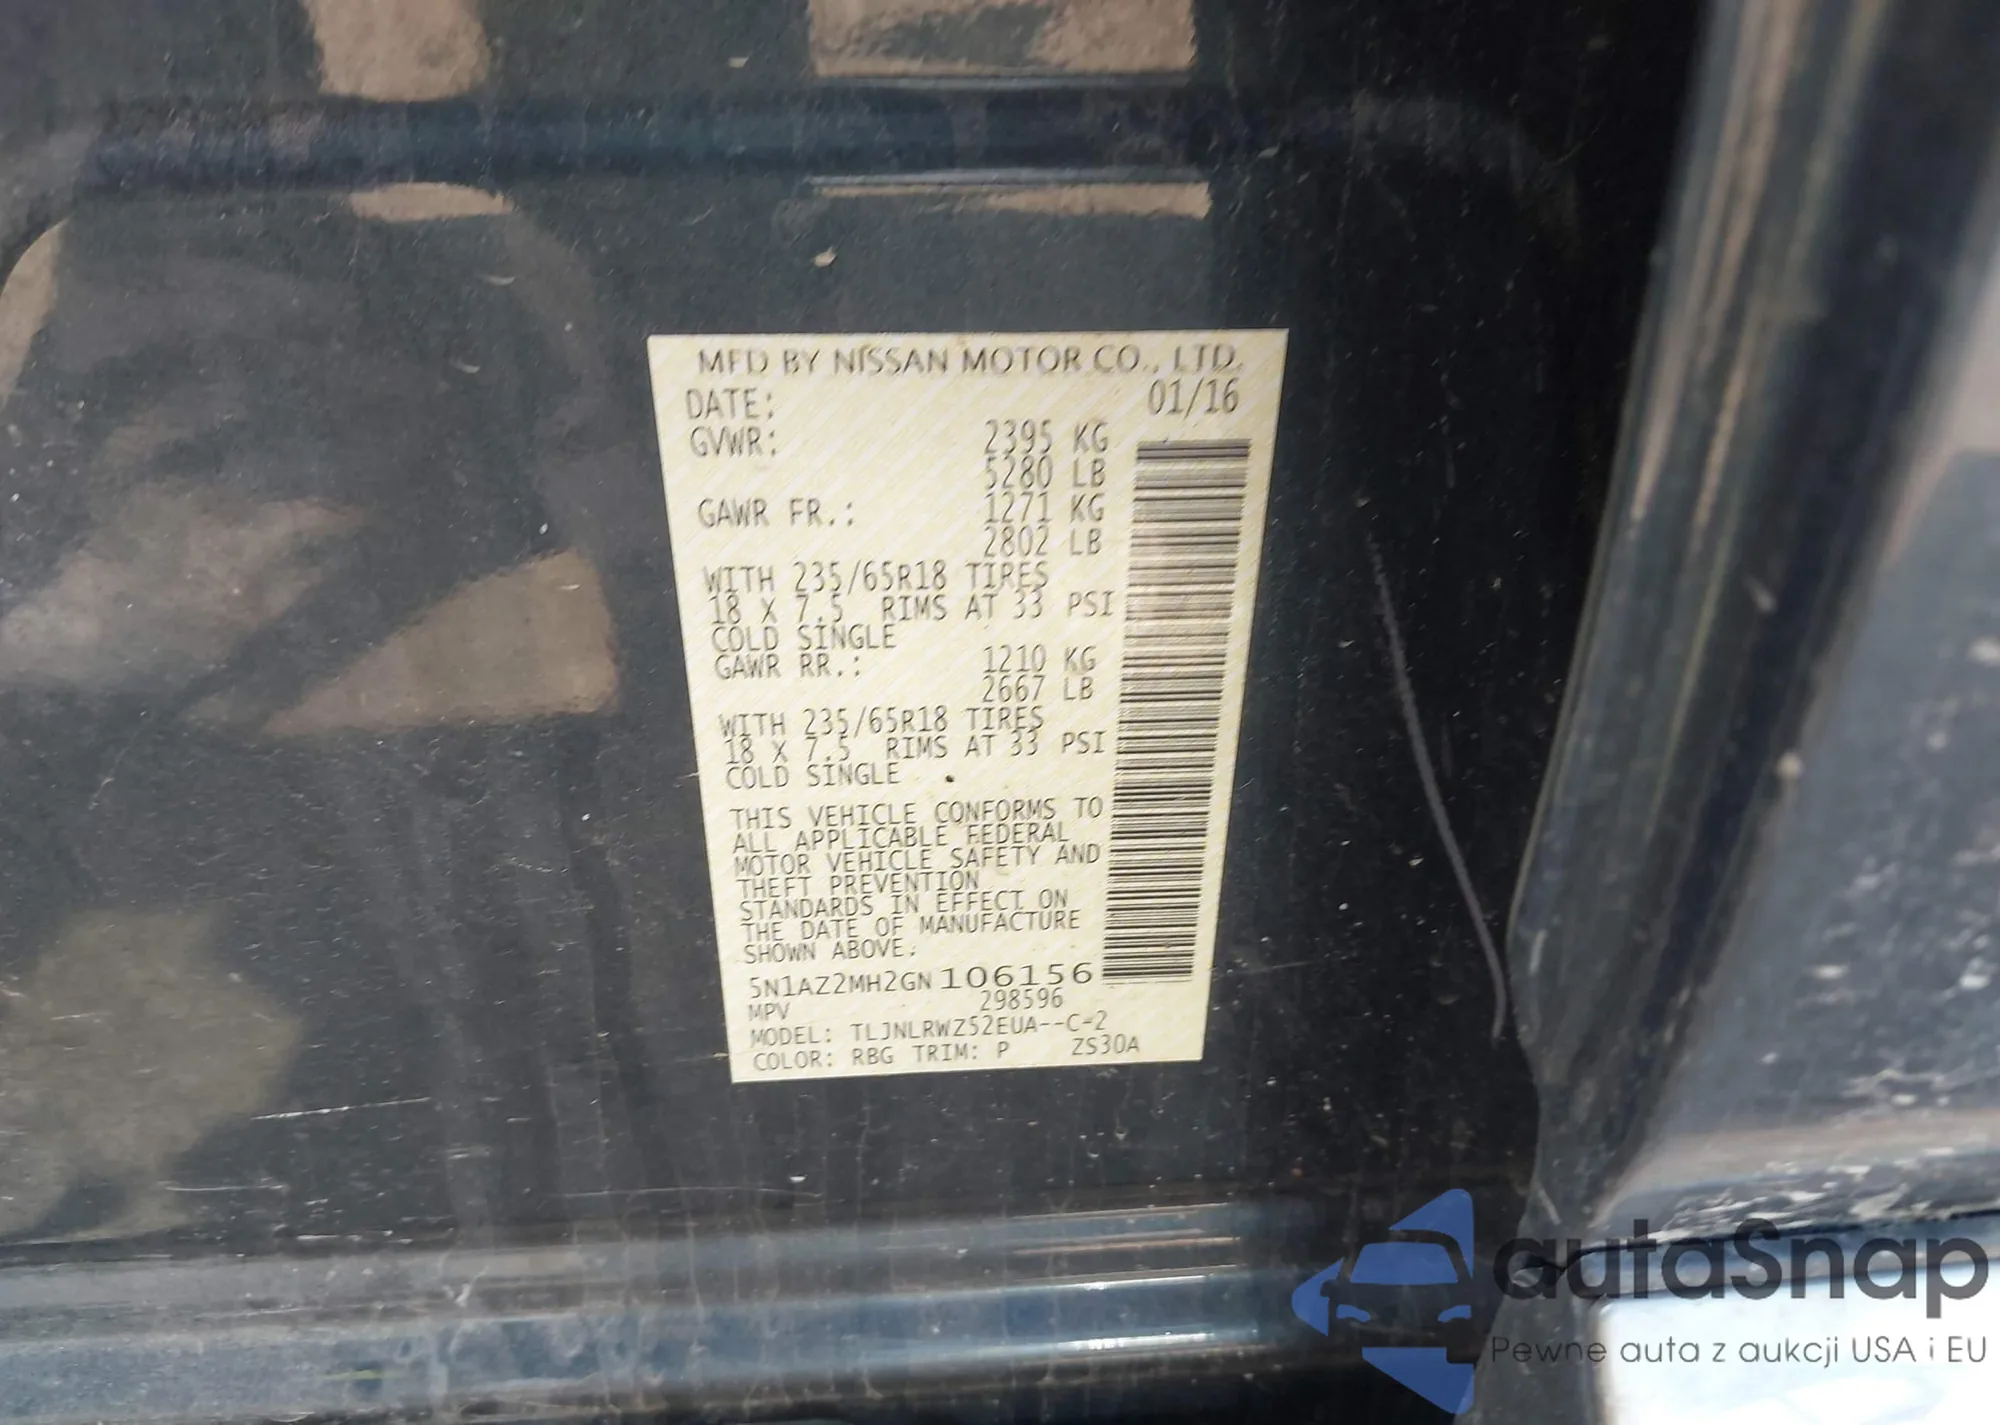 MFD BY NISSAN MOTOR CO., LTD.
DATE: 01/16
GVWR: 2395 KG
5280 LB
GAWR FR.: 1271 KG
2802 LB
WITH 235/65R18 TIRES
18 X 7.5 RIMS AT 33 PSI
COLD SINGLE
GAWR RR.: 1210 KG
2667 LB
WITH 235/65R18 TIRES
18 X 7.5 RIMS AT 33 PSI
COLD SINGLE
THIS VEHICLE CONFORMS TO
ALL APPLICABLE FEDERAL
MOTOR VEHICLE SAFETY AND
THEFT PREVENTION
STANDARDS IN EFFECT ON
THE DATE OF MANUFACTURE
SHOWN ABOVE.
5N1AZ2MH2GN106156
MPV 298596
MODEL: TLJNLRWZ52EUA--C-2
COLOR: RBG TRIM: P ZS30A
autaSnap
Pewne auta z aukcji USA i EU